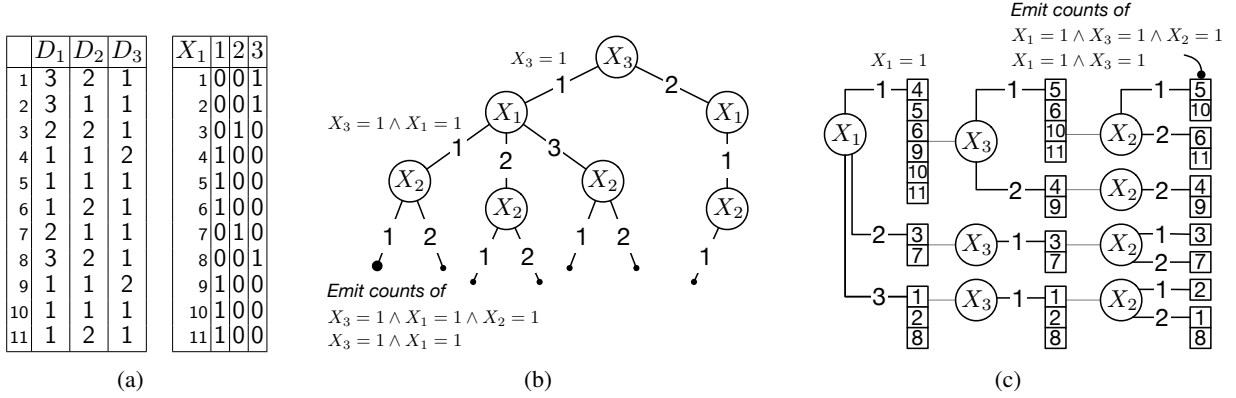 D₁ D₂ D₃
1 3 2 1
2 3 1 1
3 2 2 1
4 1 1 2
5 1 1 1
6 1 2 1
7 2 1 1
8 3 2 1
9 1 1 2
10 1 1 1
11 1 2 1
(a)
X₁ 1 2 3
1 0 0 1
2 0 0 1
3 0 1 0
4 1 0 0
5 1 0 0
6 1 0 0
7 0 1 0
8 0 0 1
9 1 0 0
10 1 0 0
11 1 0 0
X₃ = 1
X₃
1 2
X₃ = 1 ∧ X₁ = 1
X₁ X₁
1 2 3 1
X₂ X₂ X₂ X₂
1 2 1 2 1 2 1
Emit counts of
X₃ = 1 ∧ X₁ = 1 ∧ X₂ = 1
X₃ = 1 ∧ X₁ = 1
(b)
Emit counts of
X₁ = 1 ∧ X₃ = 1 ∧ X₂ = 1
X₁ = 1 ∧ X₃ = 1
X₁ = 1
X₁
1
4
5
6
9
10
11
X₃
1
5
6
10
11
X₂
1
5
10
2
6
11
2
4
9
X₂
2
4
9
2
3
7
X₃
1
3
7
X₂
1
3
2
7
3
1
2
8
X₃
1
1
2
8
X₂
1
2
2
1
8
(c)